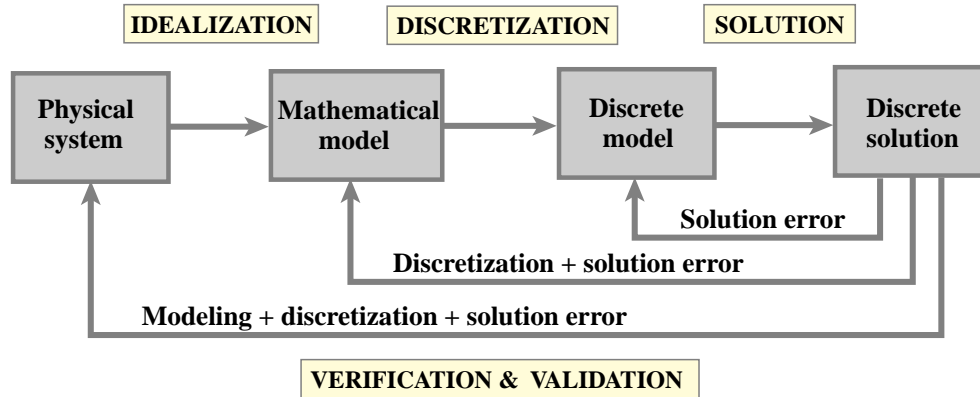 IDEALIZATION
DISCRETIZATION
SOLUTION
Physical
system
Mathematical
model
Discrete
model
Discrete
solution
Solution error
Discretization + solution error
Modeling + discretization + solution error
VERIFICATION & VALIDATION